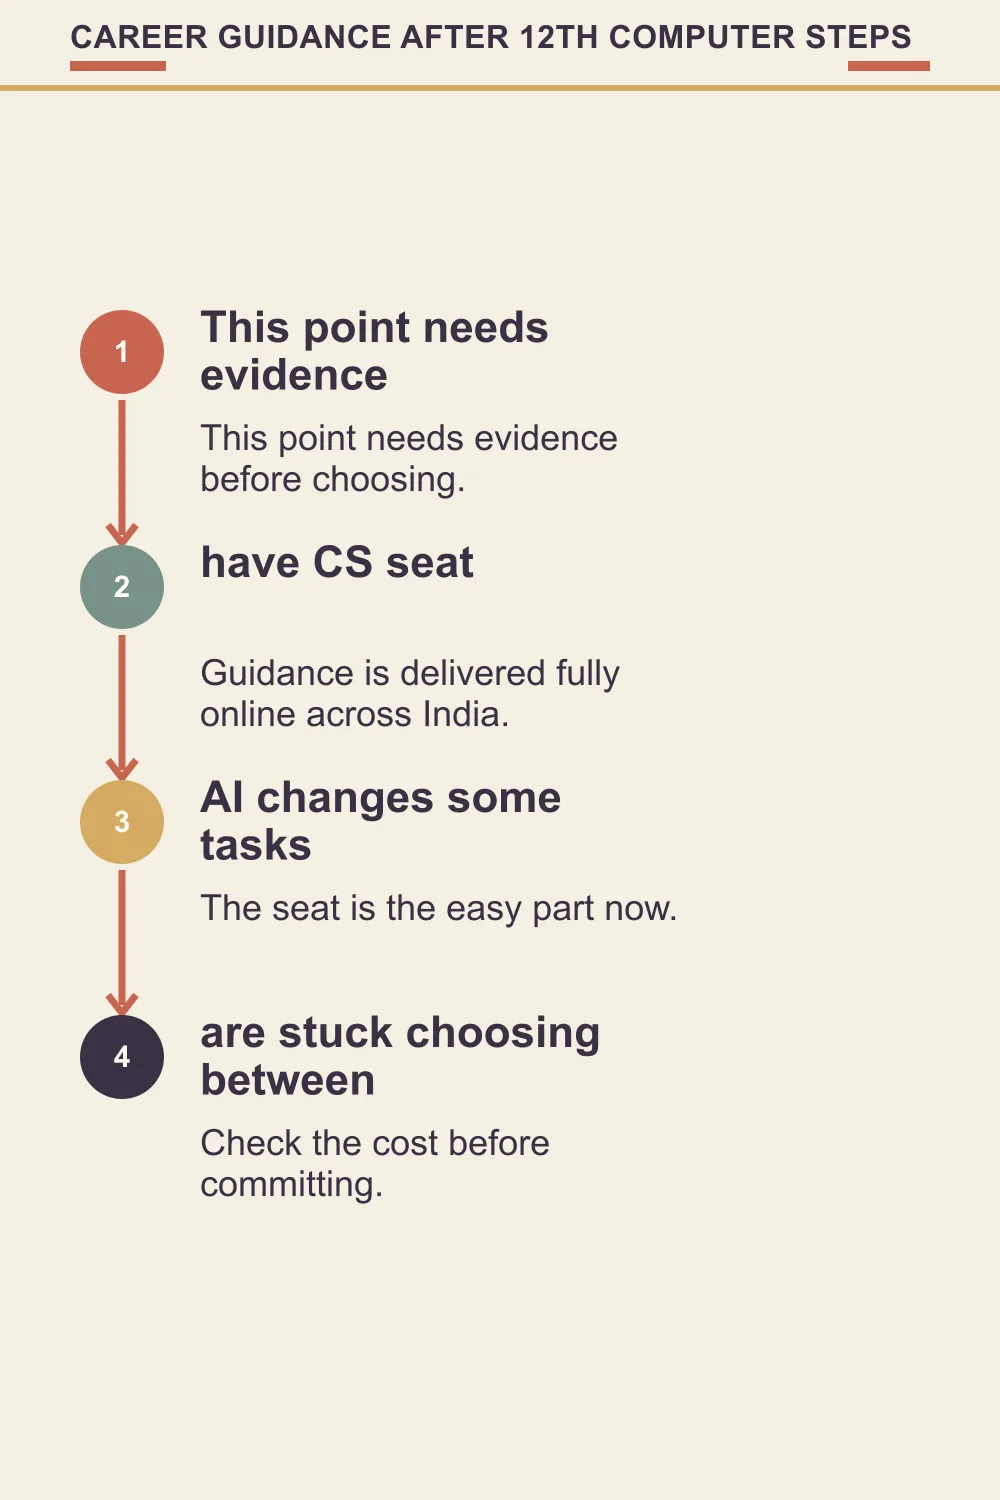 CAREER GUIDANCE AFTER 12TH COMPUTER STEPS
1
This point needs
evidence
This point needs evidence
before choosing.
2
have CS seat
Guidance is delivered fully
online across India.
3
AI changes some
tasks
The seat is the easy part now.
4
are stuck choosing
between
Check the cost before
committing.